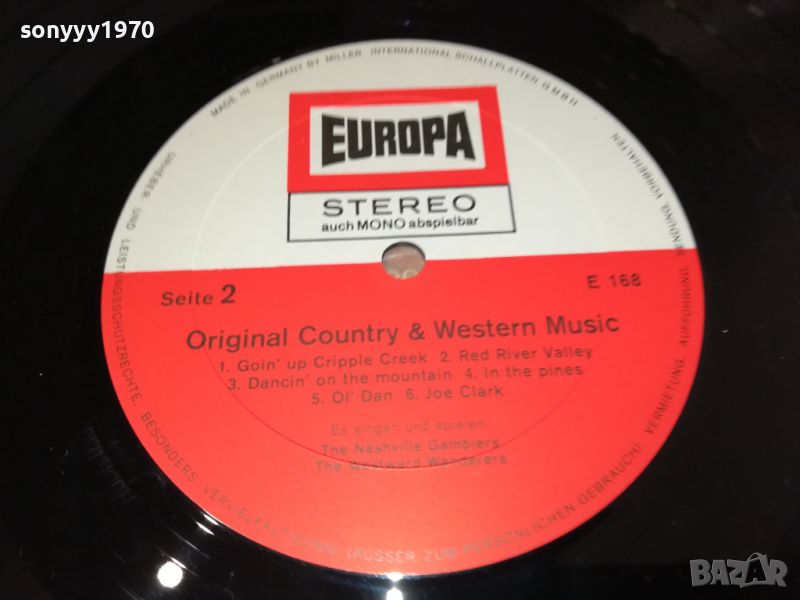 sonyyy1970
MADE IN GERMANY BY MILLER INTERNATIONAL SCHALLPLATTEN GMBH
EUROPA
STEREO
auch MONO abspielbar
Seite 2
E 168
Original Country & Western Music
1. Goin' up Cripple Creek 2. Red River Valley
3. Dancin' on the mountain 4. In the pines
5. Ol' Dan 6. Joe Clark
Es singen und spielen:
The Nashville Gamblers
The Westward Wanderers
URHEBER- UND LEISTUNGSSCHUTZRECHTE, BESONDERS VERVIELFÄLTIGUNG (AUSSER ZUM PERSÖNLICHEN GEBRAUCH), VERMIETUNG, AUFFÜHRUNG, SENDUNG, VORBEHALTEN
BAZAR